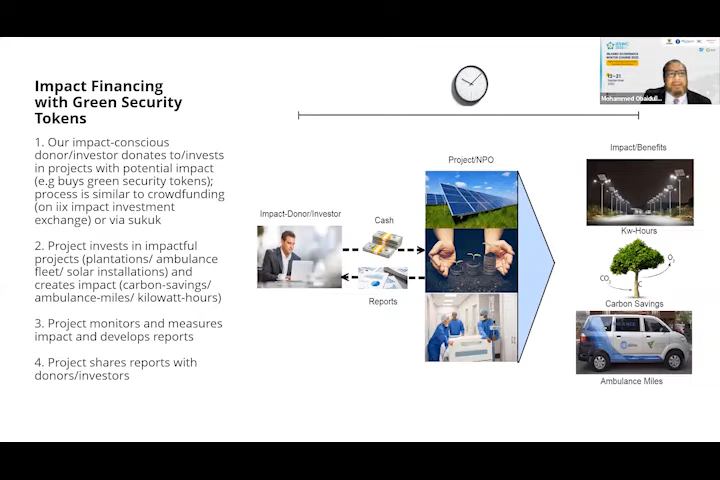 Impact Financing
with Green Security
Tokens
1. Our impact-conscious
donor/investor donates to/invests
in projects with potential impact
(e.g buys green security tokens);
process is similar to crowdfunding
(on iix impact investment
exchange) or via sukuk
2. Project invests in impactful
projects (plantations/ ambulance
fleet/ solar installations) and
creates impact (carbon-savings/
ambulance-miles/ kilowatt-hours)
3. Project monitors and measures
impact and develops reports
4. Project shares reports with
donors/investors
Impact-Donor/Investor
Cash
Reports
Project/NPO
Impact/Benefits
Kw-Hours
CO2
O2
C
Carbon Savings
Ambulance Miles
Mohammed Obaidull...